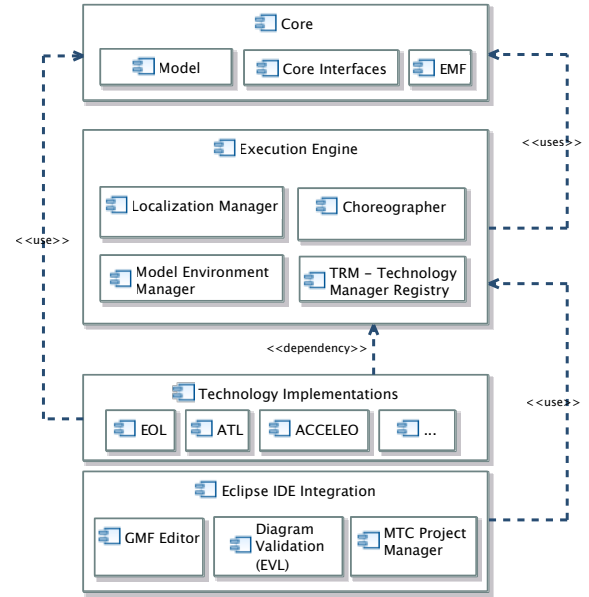 Core
Model
Core Interfaces
EMF
<<uses>>
Execution Engine
Localization Manager
Choreographer
<<use>>
Model Environment
Manager
TRM – Technology
Manager Registry
<<dependency>>
Technology Implementations
<<use>>
EOL
ATL
ACCELEO
...
Eclipse IDE Integration
GMF Editor
Diagram
Validation
(EVL)
MTC Project
Manager